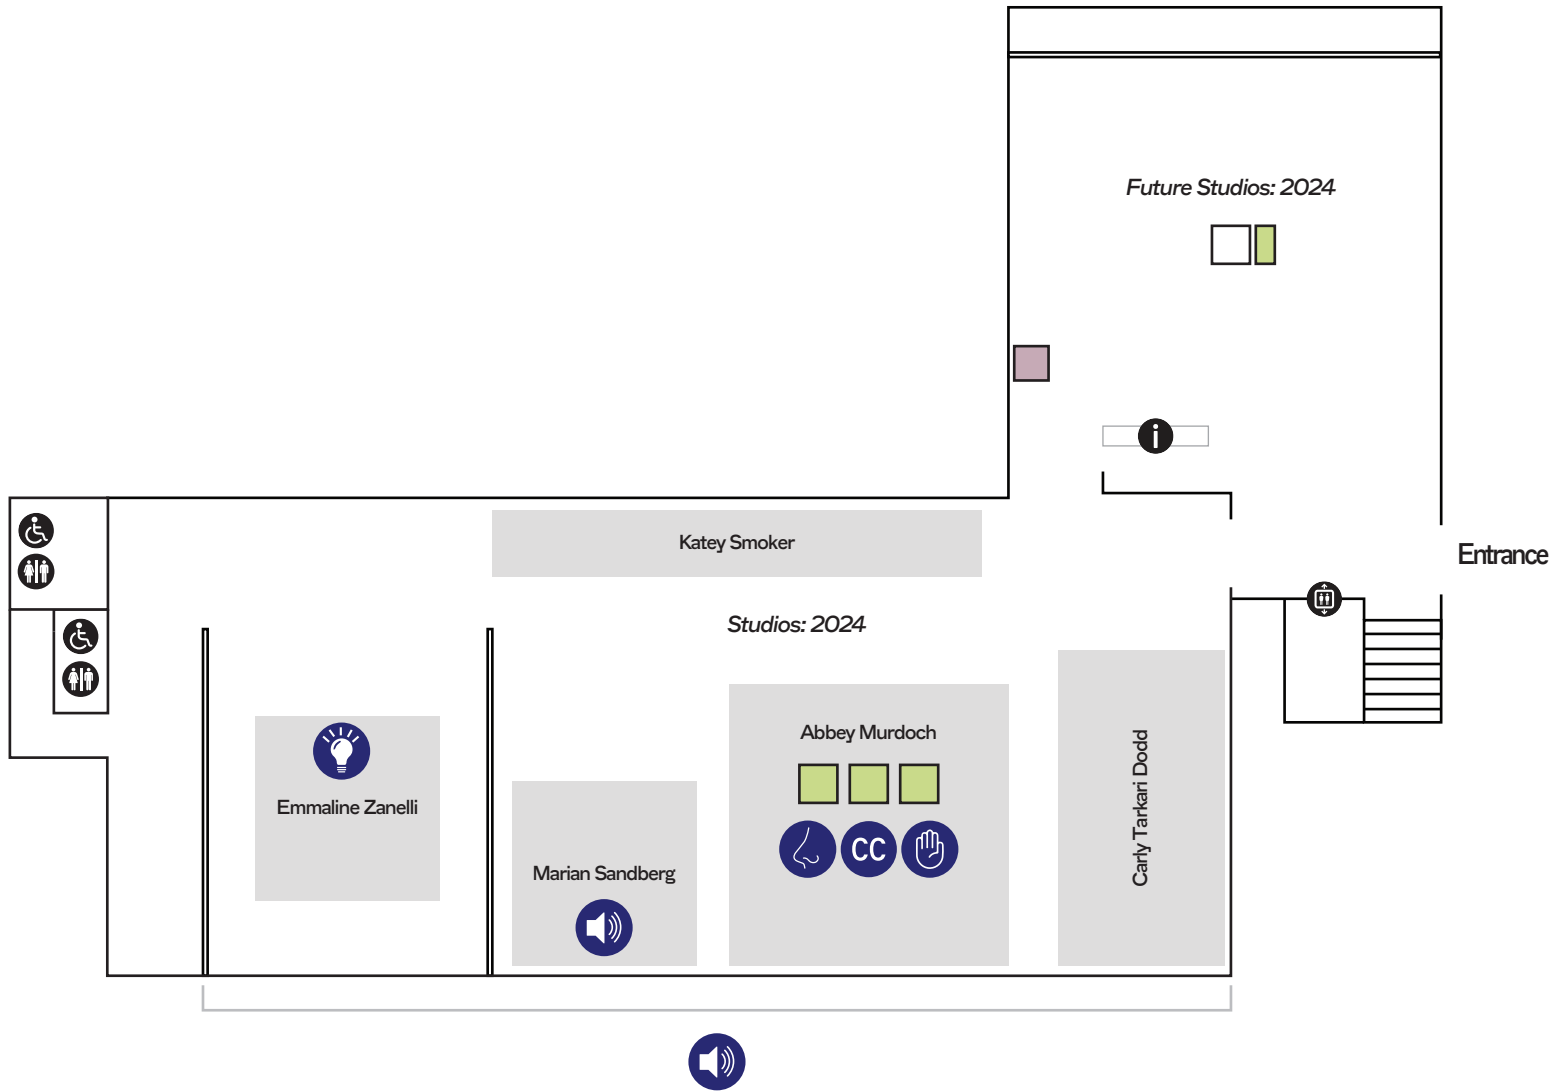 Future Studios: 2024
i
Entrance
Katey Smoker
Studios: 2024
Abbey Murdoch
Emmaline Zanelli
CC
Marian Sandberg
Carly Tarkari Dodd